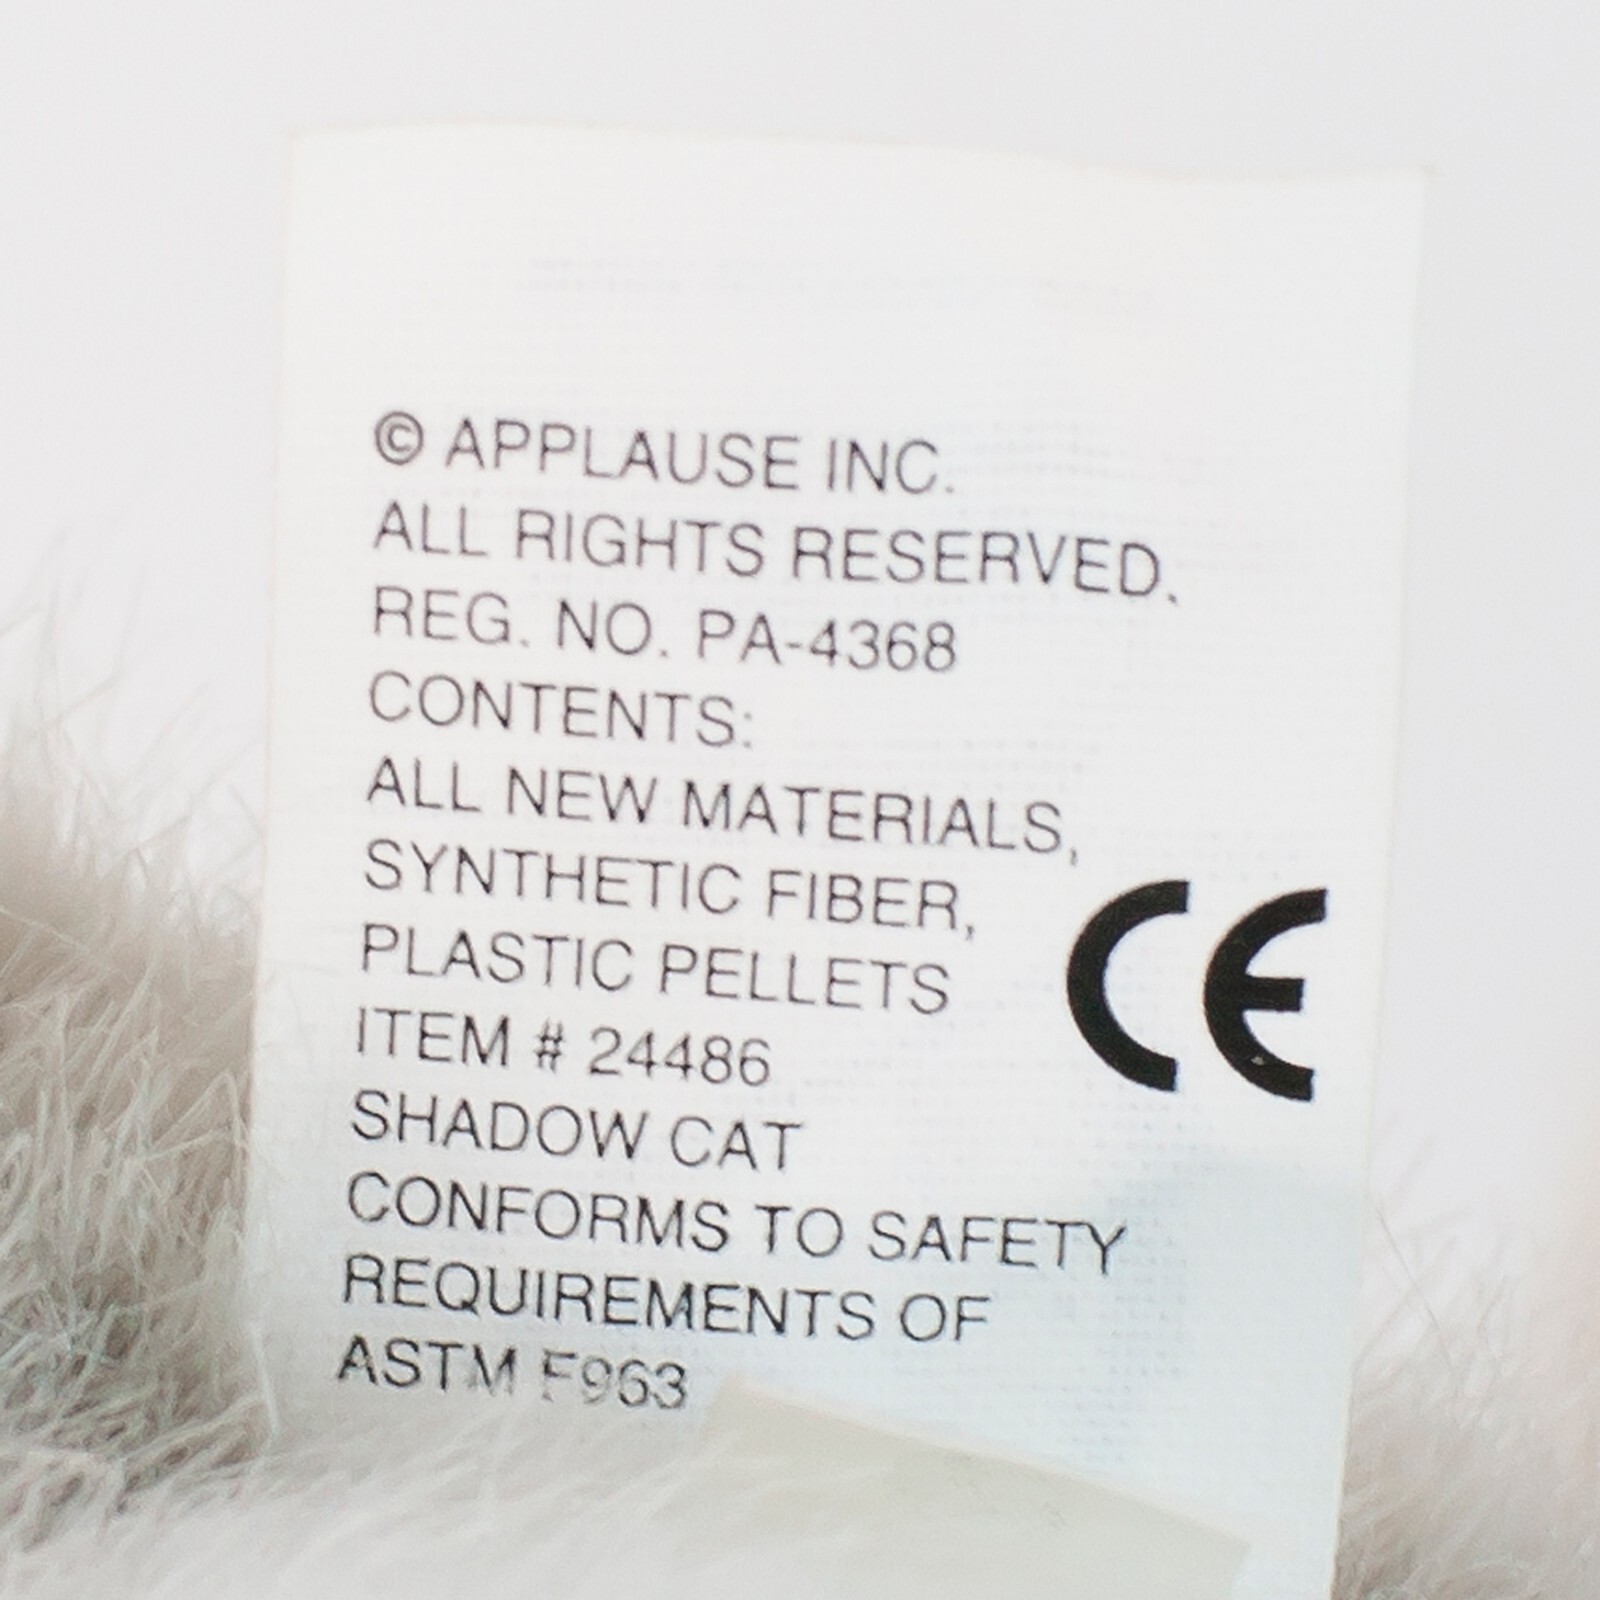 © APPLAUSE INC.
ALL RIGHTS RESERVED.
REG. NO. PA-4368
CONTENTS:
ALL NEW MATERIALS,
SYNTHETIC FIBER,
PLASTIC PELLETS
CE
ITEM # 24486
SHADOW CAT
CONFORMS TO SAFETY
REQUIREMENTS OF
ASTM F963